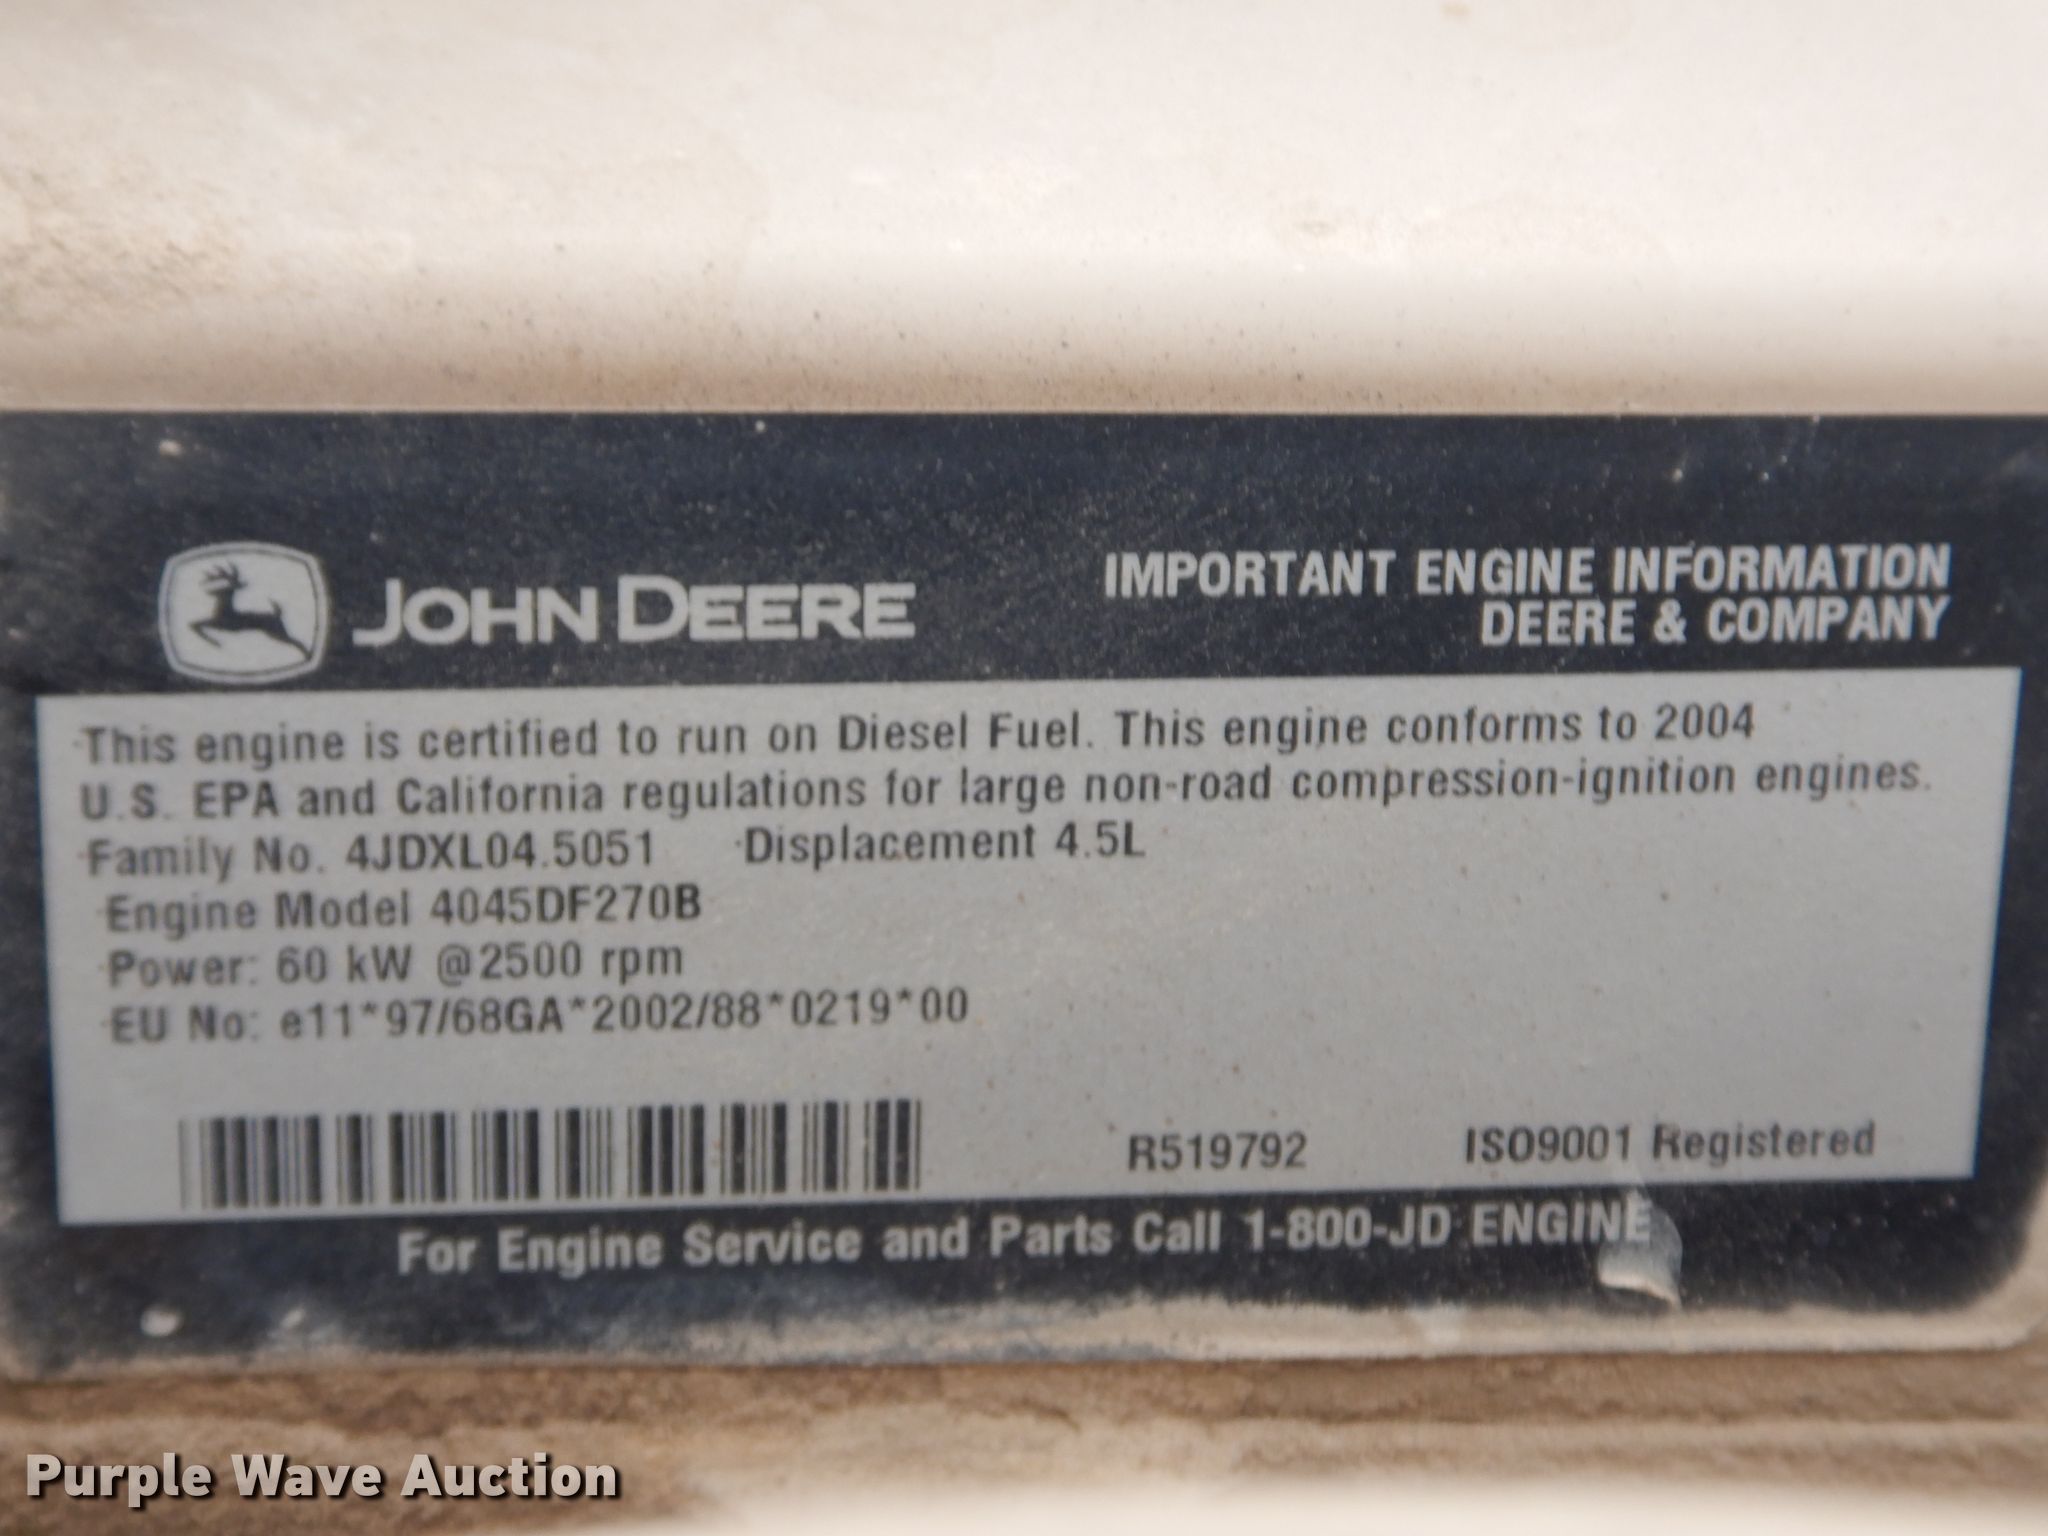 JOHN DEERE
IMPORTANT ENGINE INFORMATION
DEERE & COMPANY
This engine is certified to run on Diesel Fuel. This engine conforms to 2004
U.S. EPA and California regulations for large non-road compression-ignition engines.
Family No. 4JDXL04.5051 Displacement 4.5L
Engine Model 4045DF270B
Power: 60 kW @2500 rpm
EU No: e11*97/68GA*2002/88*0219*00
R519792 ISO9001 Registered
For Engine Service and Parts Call 1-800-JD ENGINE
Purple Wave Auction